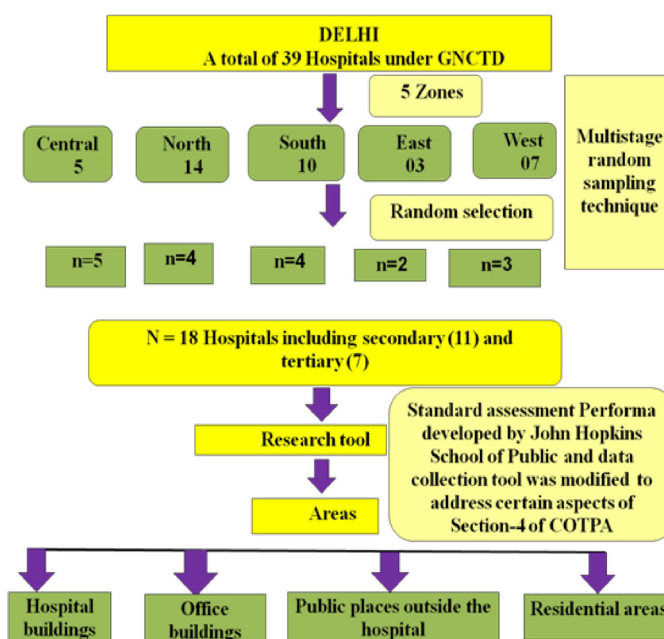 DELHI
A total of 39 Hospitals under GNCTD
5 Zones
Central
5
North
14
South
10
East
03
West
07
Multistage
random
sampling
technique
Random selection
n=5
n=4
n=4
n=2
n=3
N = 18 Hospitals including secondary (11) and
tertiary (7)
Research tool
Standard assessment Performa
developed by John Hopkins
School of Public and data
collection tool was modified to
address certain aspects of
Section-4 of COTPA
Areas
Hospital
buildings
Office
buildings
Public places outside the
hospital
Residential areas